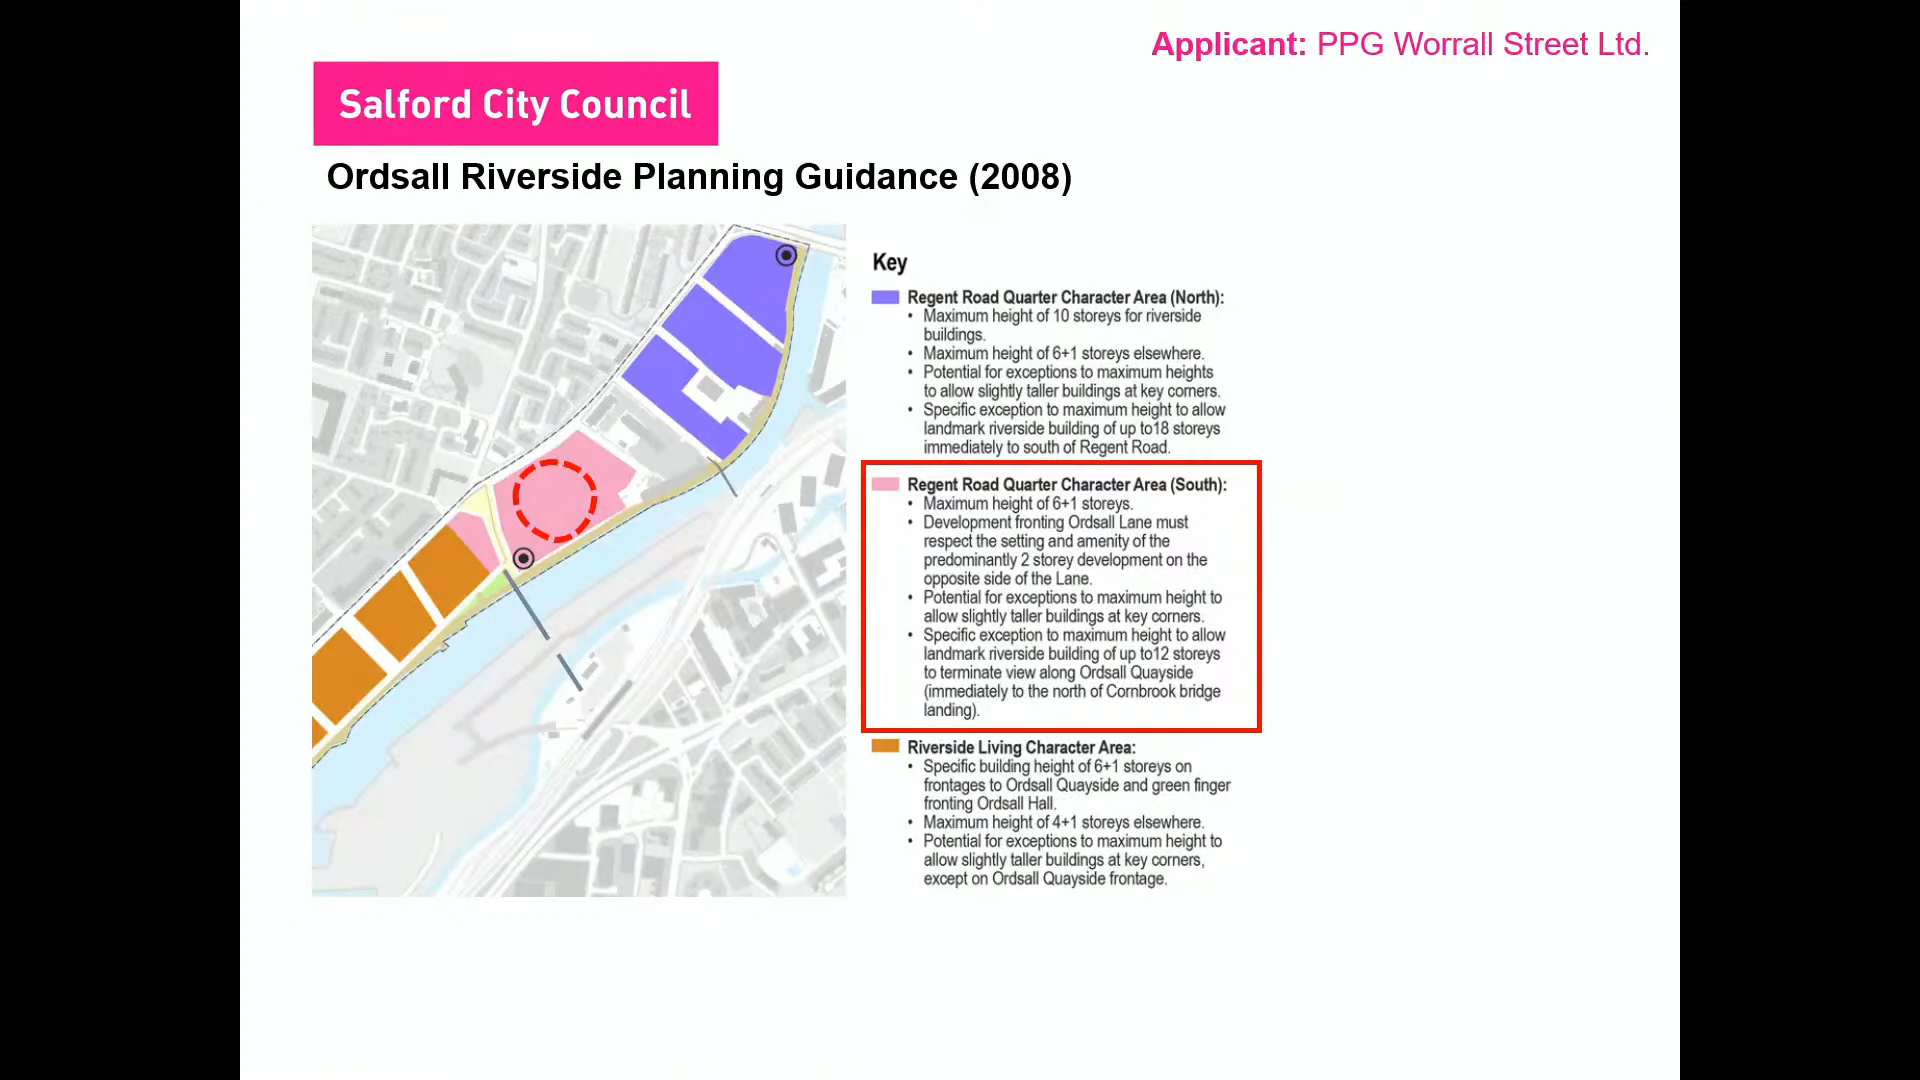 Applicant: PPG Worrall Street Ltd.
Salford City Council
Ordsall Riverside Planning Guidance (2008)
Key
Regent Road Quarter Character Area (North):
• Maximum height of 10 storeys for riverside
buildings.
• Maximum height of 6+1 storeys elsewhere.
• Potential for exceptions to maximum heights
to allow slightly taller buildings at key corners.
• Specific exception to maximum height to allow
landmark riverside building of up to18 storeys
immediately to south of Regent Road.
Regent Road Quarter Character Area (South):
• Maximum height of 6+1 storeys.
• Development fronting Ordsall Lane must
respect the setting and amenity of the
predominantly 2 storey development on the
opposite side of the Lane.
• Potential for exceptions to maximum height to
allow slightly taller buildings at key corners.
• Specific exception to maximum height to allow
landmark riverside building of up to12 storeys
to terminate view along Ordsall Quayside
(immediately to the north of Cornbrook bridge
landing).
Riverside Living Character Area:
• Specific building height of 6+1 storeys on
frontages to Ordsall Quayside and green finger
fronting Ordsall Hall.
• Maximum height of 4+1 storeys elsewhere.
• Potential for exceptions to maximum height to
allow slightly taller buildings at key corners,
except on Ordsall Quayside frontage.